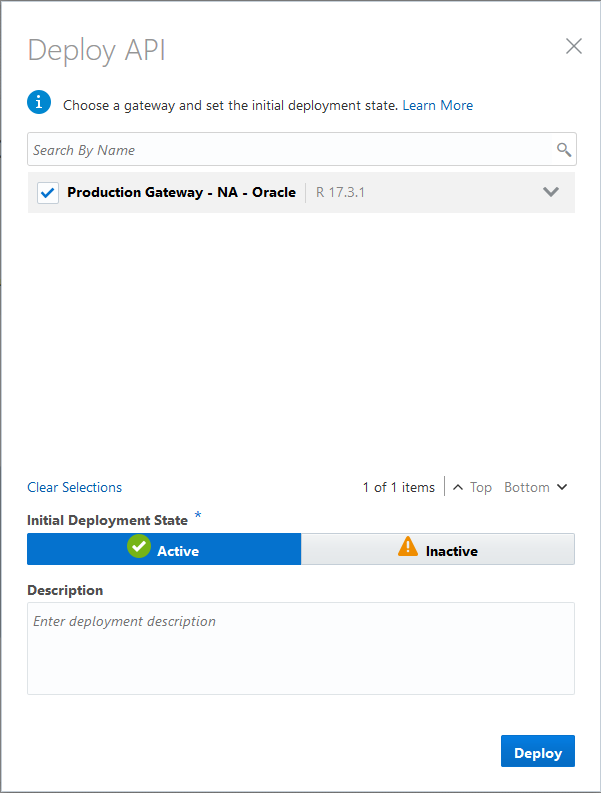 Deploy API
Choose a gateway and set the initial deployment state. Learn More
Search By Name
Production Gateway - NA - Oracle R 17.3.1
Clear Selections 1 of 1 items Top Bottom
Initial Deployment State *
Active Inactive
Description
Enter deployment description
Deploy